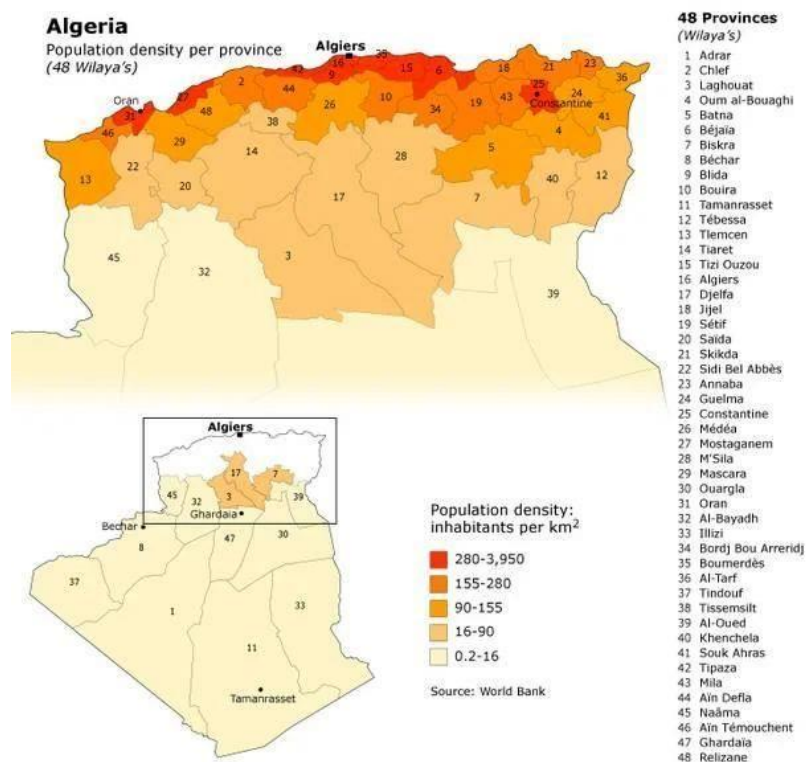 Algeria
Population density per province
(48 Wilaya's)
Algiers
35
16
42
9
15
6
18
21
23
36
2
44
26
10
34
19
43
25
Constantine
24
41
Oran
31
27
48
46
29
38
4
5
13
22
20
14
28
17
7
40
12
45
32
3
39
Algiers
17
7
45
32
3
39
Ghardaia
Bechar
8
47
30
37
1
33
11
Tamanrasset
Population density:
inhabitants per km²
280-3,950
155-280
90-155
16-90
0.2-16
Source: World Bank
48 Provinces
(Wilaya's)
1 Adrar
2 Chlef
3 Laghouat
4 Oum al-Bouaghi
5 Batna
6 Béjaïa
7 Biskra
8 Béchar
9 Blida
10 Bouira
11 Tamanrasset
12 Tébessa
13 Tlemcen
14 Tiaret
15 Tizi Ouzou
16 Algiers
17 Djelfa
18 Jijel
19 Sétif
20 Saïda
21 Skikda
22 Sidi Bel Abbès
23 Annaba
24 Guelma
25 Constantine
26 Médéa
27 Mostaganem
28 M'Sila
29 Mascara
30 Ouargla
31 Oran
32 Al-Bayadh
33 Illizi
34 Bordj Bou Arreridj
35 Boumerdès
36 Al-Tarf
37 Tindouf
38 Tissemsilt
39 Al-Oued
40 Khenchela
41 Souk Ahras
42 Tipaza
43 Mila
44 Aïn Defla
45 Naâma
46 Aïn Témouchent
47 Ghardaïa
48 Relizane